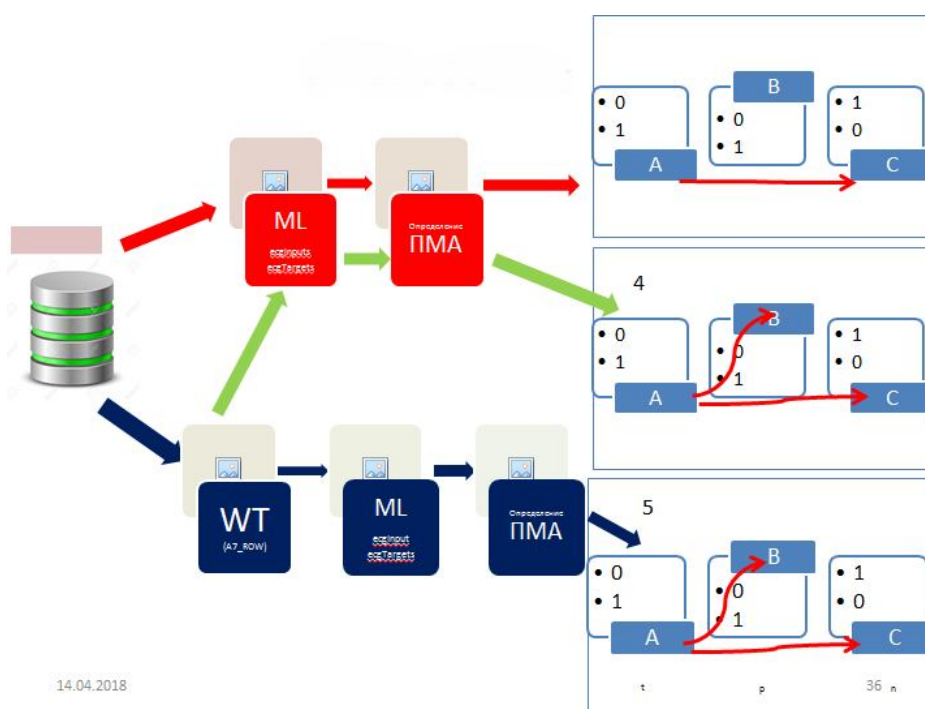 B
• 0
• 1
• 0
• 1
• 1
• 0
A
C
ML
ecgInputs
ecgTargets
Определение
ПМА
4
B
• 0
• 1
• 0
• 1
• 1
• 0
A
C
WT
(A7_ROW)
ML
ecgInput
ecgTargets
Определение
ПМА
5
B
• 0
• 1
• 0
• 1
• 1
• 0
A
C
14.04.2018
t
p
36
n